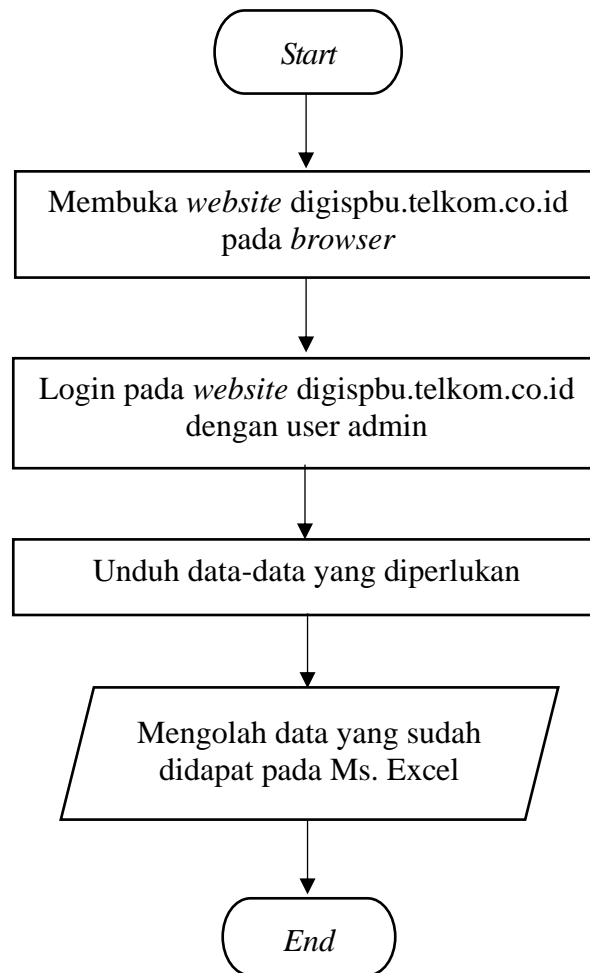 Start
Membuka website digispbu.telkom.co.id
pada browser
Login pada website digispbu.telkom.co.id
dengan user admin
Unduh data-data yang diperlukan
Mengolah data yang sudah
didapat pada Ms. Excel
End